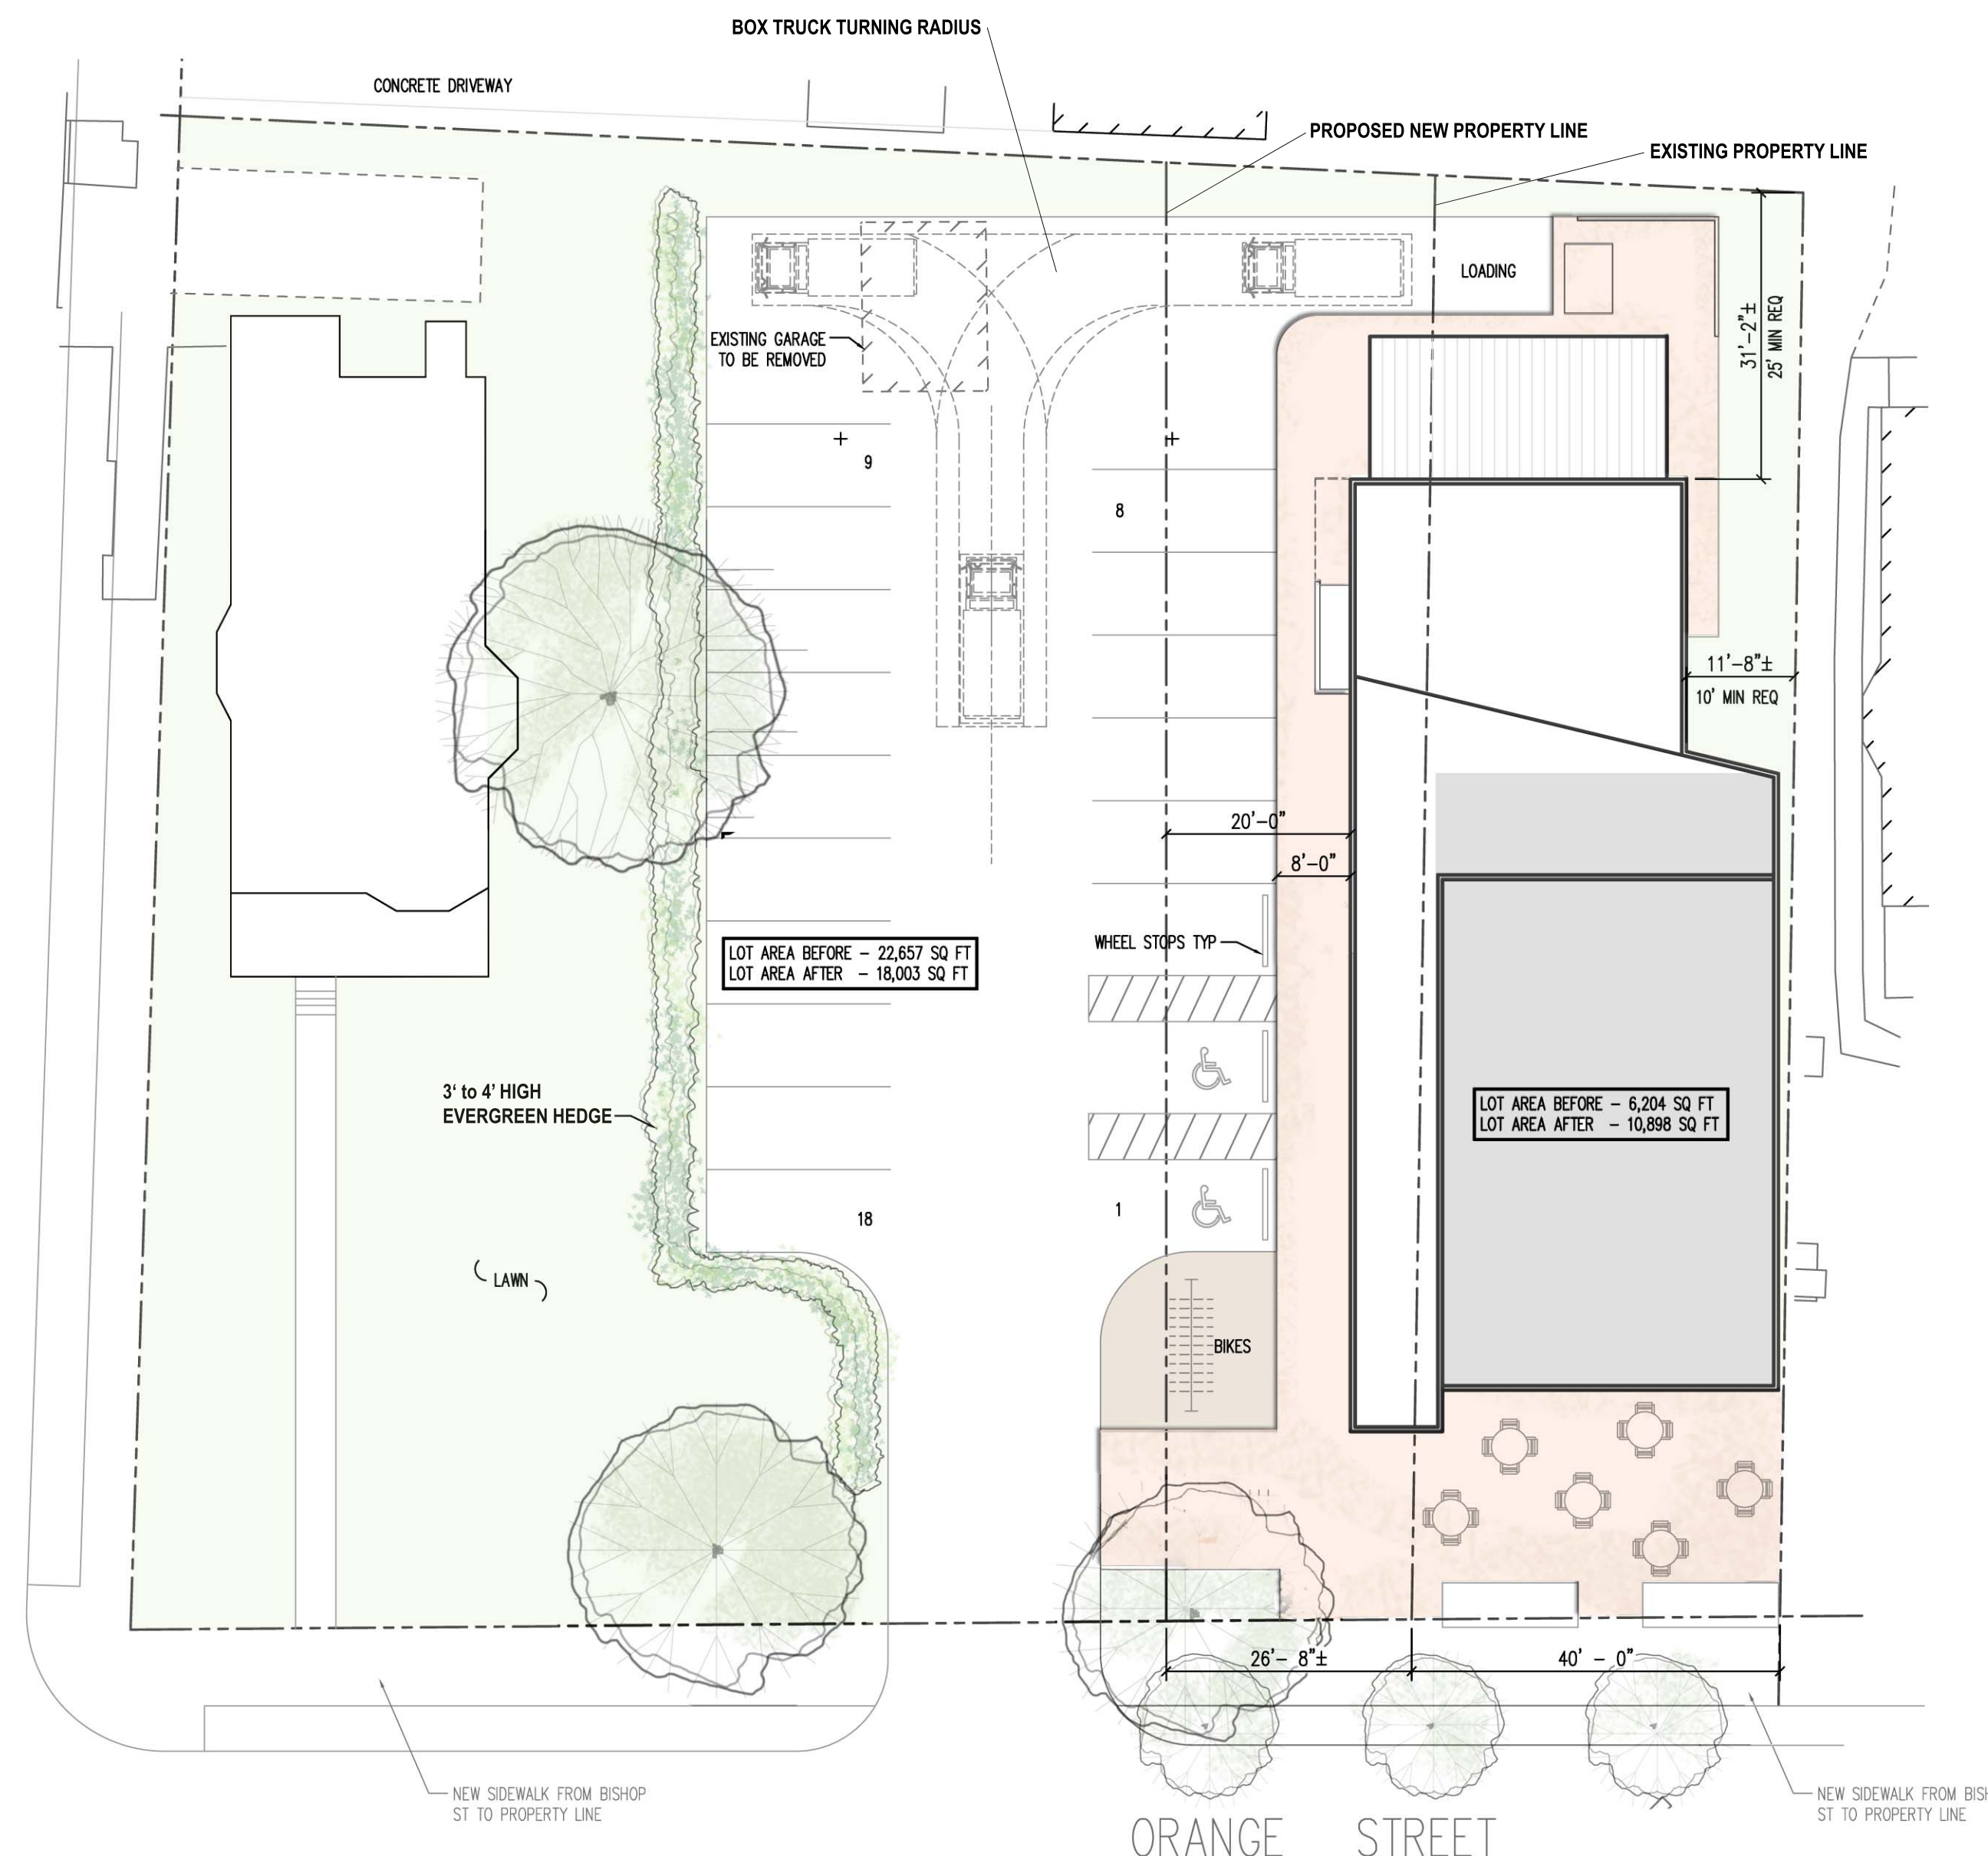 BOX TRUCK TURNING RADIUS
CONCRETE DRIVEWAY
PROPOSED NEW PROPERTY LINE
EXISTING PROPERTY LINE
LOADING
31'-2"±
25' MIN REQ
EXISTING GARAGE
TO BE REMOVED
9
8
11'-8"±
10' MIN REQ
20'-0"
8'-0"
WHEEL STOPS TYP
LOT AREA BEFORE - 22,657 SQ FT
LOT AREA AFTER - 18,003 SQ FT
3' to 4' HIGH
EVERGREEN HEDGE
LOT AREA BEFORE - 6,204 SQ FT
LOT AREA AFTER - 10,898 SQ FT
18
1
LAWN
BIKES
26'- 8"±
40' - 0"
NEW SIDEWALK FROM BISHOP
ST TO PROPERTY LINE
NEW SIDEWALK FROM BISH
ST TO PROPERTY LINE
ORANGE STREET